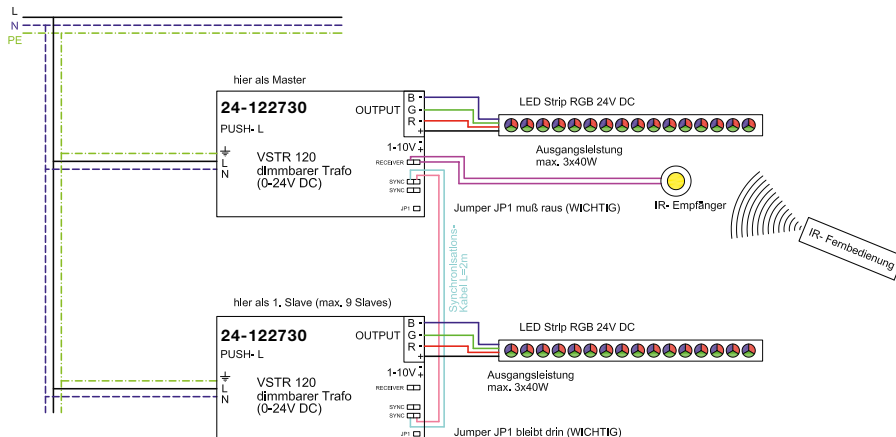 L
N
PE
hier als Master
24-122730
PUSH- L
OUTPUT
B -
G -
R -
+
LED Strip RGB 24V DC
Ausgangsleistung
max. 3x40W
1-10V
-
+
L
N
VSTR 120
dimmbarer Trafo
(0-24V DC)
RECEIVER
SYNC
SYNC
JP1
IR- Empfänger
IR- Fernbedienung
Jumper JP1 muß raus (WICHTIG)
Synchronisations-
Kabel L=2m
hier als 1. Slave (max. 9 Slaves)
24-122730
PUSH- L
OUTPUT
B -
G -
R -
+
LED Strip RGB 24V DC
Ausgangsleistung
max. 3x40W
1-10V
-
+
L
N
VSTR 120
dimmbarer Trafo
(0-24V DC)
RECEIVER
SYNC
SYNC
JP1
Jumper JP1 bleibt drin (WICHTIG)